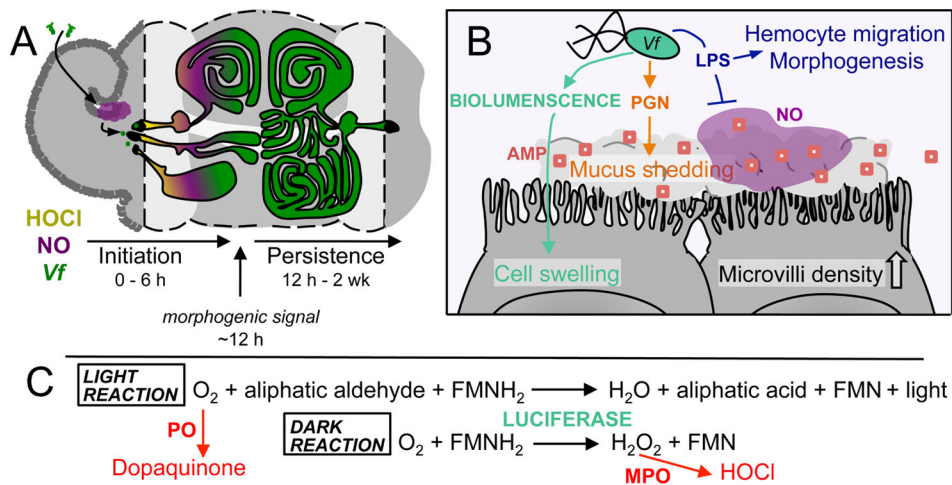 A
HOCl
NO
Vf
Initiation
0 - 6 h
Persistence
12 h - 2 wk
morphogenic signal
~12 h
B
Vf
LPS
Hemocyte migration
Morphogenesis
BIOLUMENSCENCE
PGN
NO
AMP
Mucus shedding
Cell swelling
Microvilli density
C
LIGHT
REACTION
O₂ + aliphatic aldehyde + FMNH₂ → H₂O + aliphatic acid + FMN + light
PO
Dopaquinone
DARK
REACTION
LUCIFERASE
O₂ + FMNH₂ → H₂O₂ + FMN
MPO
HOCl